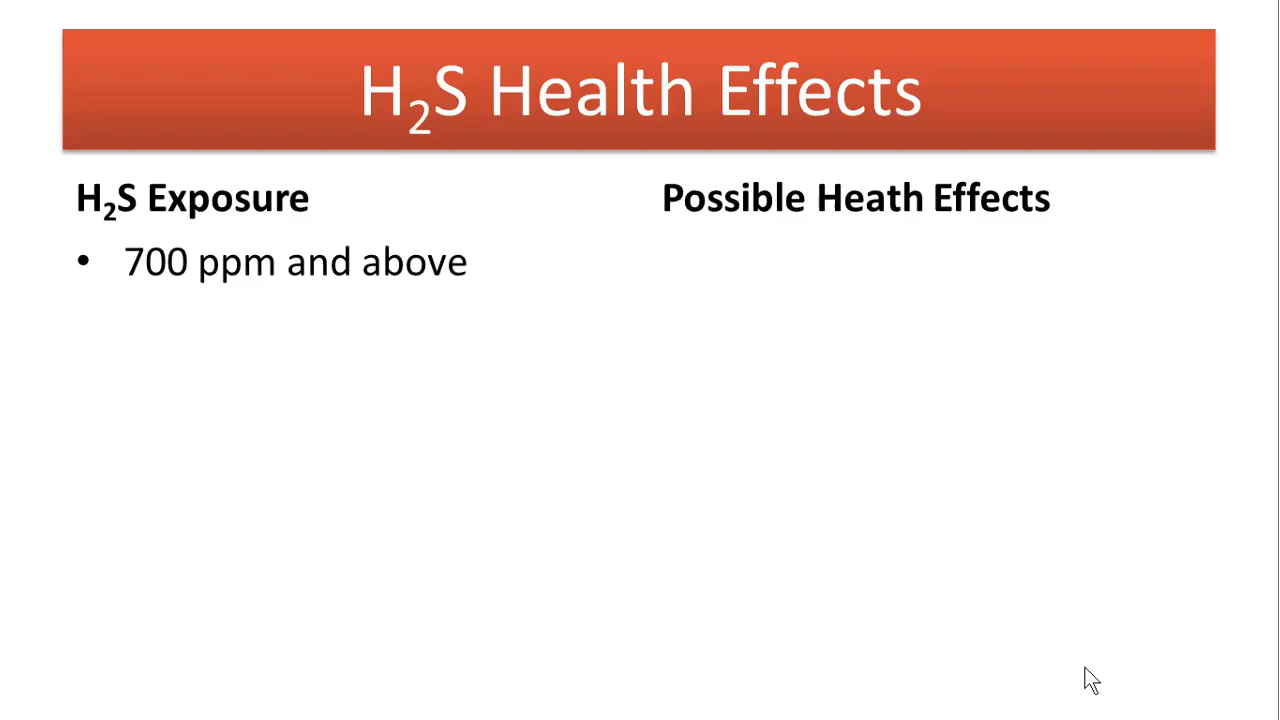 H₂S Health Effects
H₂S Exposure
Possible Heath Effects
• 700 ppm and above